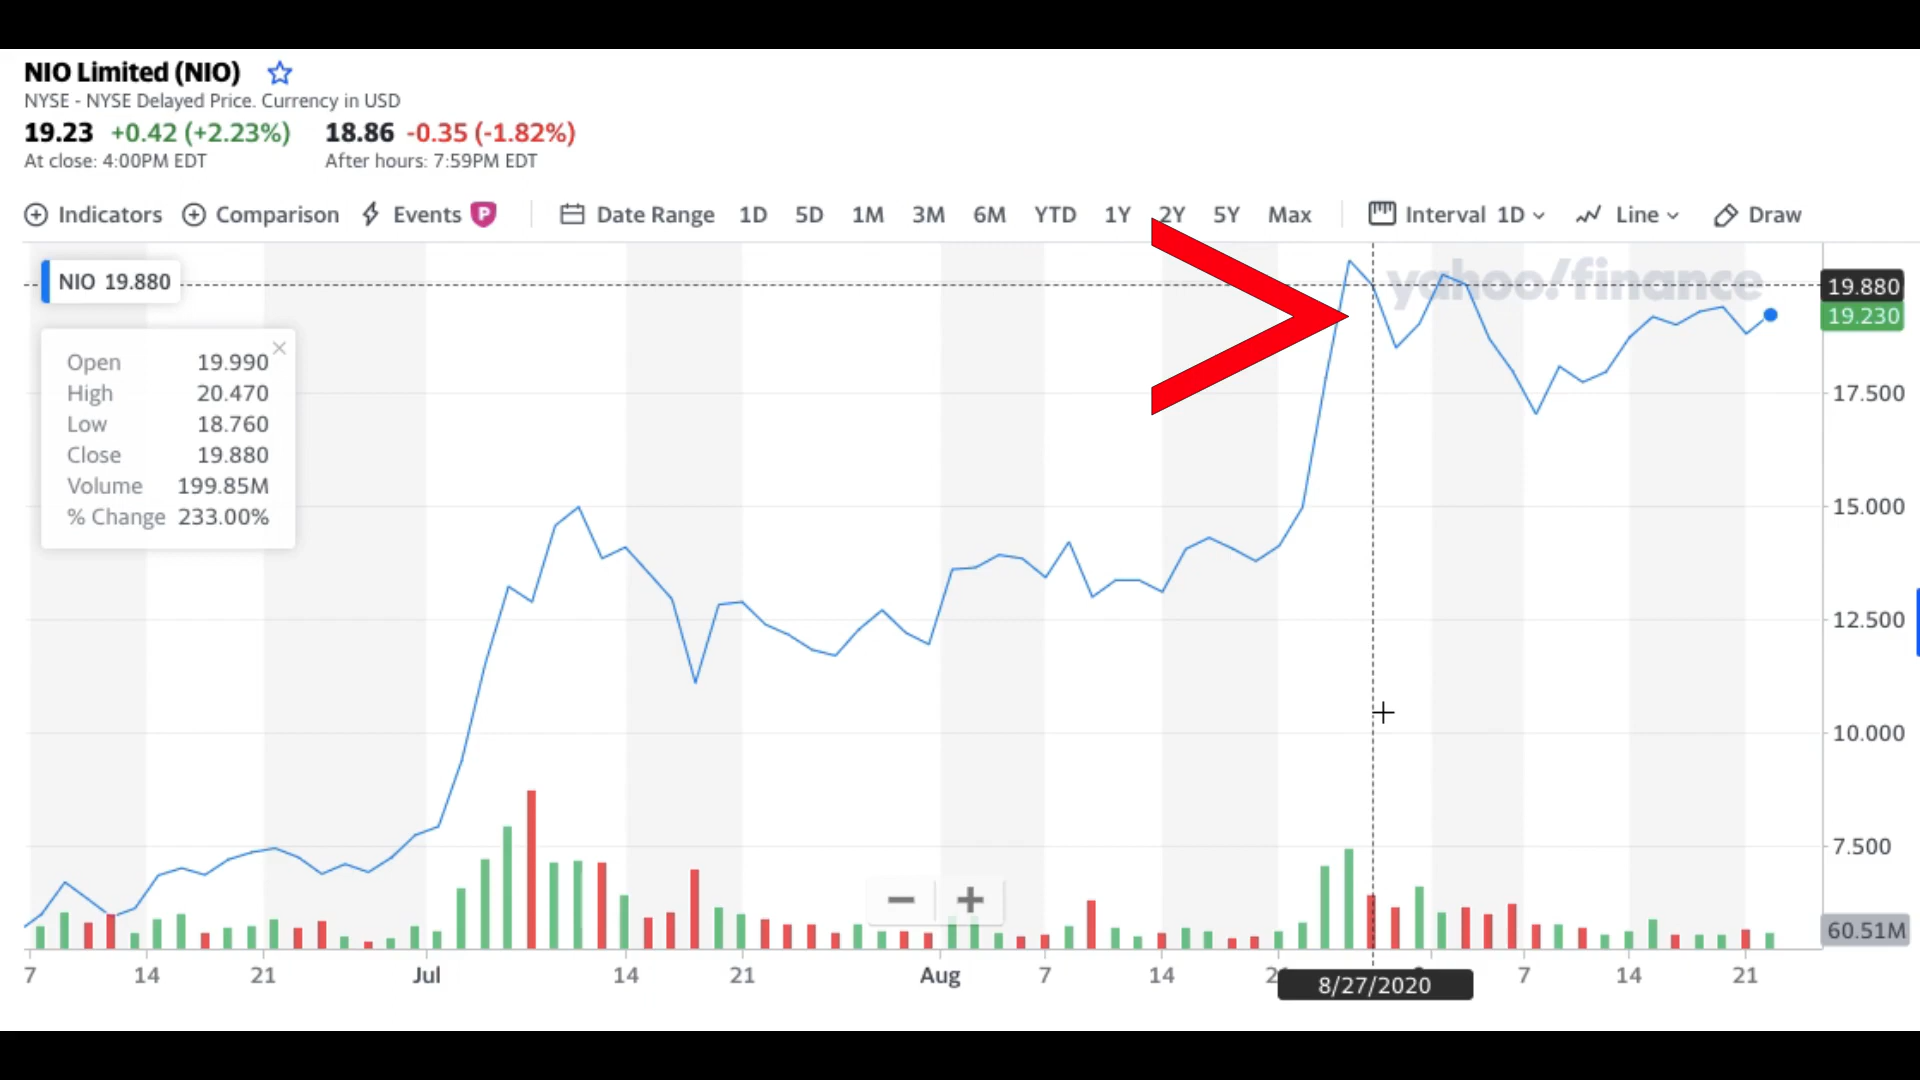 NIO Limited (NIO)
NYSE - NYSE Delayed Price. Currency in USD
19.23 +0.42 (+2.23%) 18.86 -0.35 (-1.82%)
At close: 4:00PM EDT After hours: 7:59PM EDT
Indicators Comparison Events P Date Range 1D 5D 1M 3M 6M YTD 1Y 2Y 5Y Max Interval 1D Line Draw
yahoo!finance
NIO 19.880
19.880
19.230
Open 19.990
High 20.470
Low 18.760
Close 19.880
Volume 199.85M
% Change 233.00%
17.500
15.000
12.500
10.000
7.500
60.51M
7 14 21 Jul 14 21 Aug 7 14 8/27/2020 7 14 21